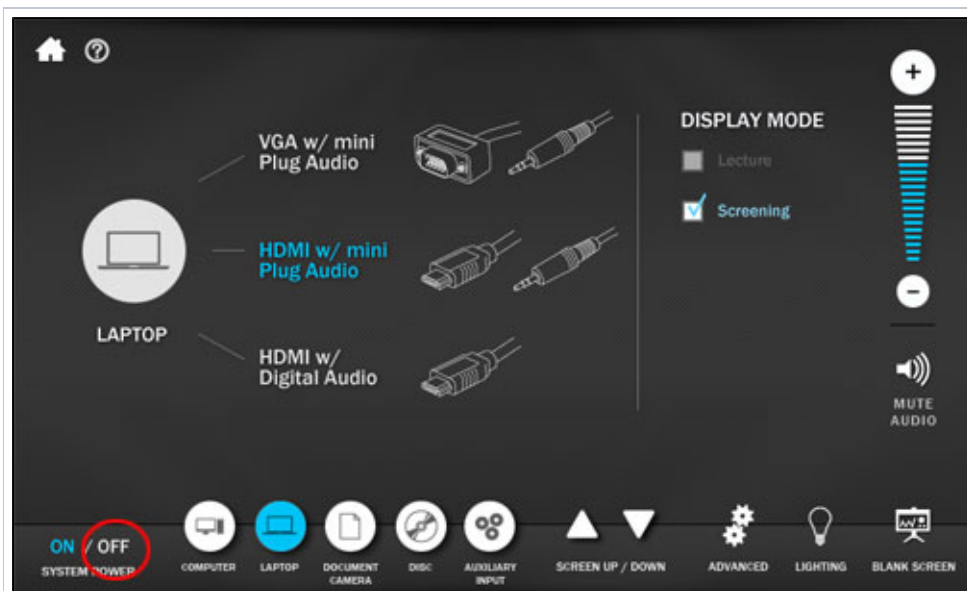 VGA w/ mini
Plug Audio
HDMI w/ mini
Plug Audio
HDMI w/
Digital Audio
LAPTOP
DISPLAY MODE
Lecture
Screening
+
-
MUTE
AUDIO
ON / OFF
SYSTEM POWER
COMPUTER
LAPTOP
DOCUMENT
CAMERA
DISC
AUXILIARY
INPUT
SCREEN UP / DOWN
ADVANCED
LIGHTING
BLANK SCREEN